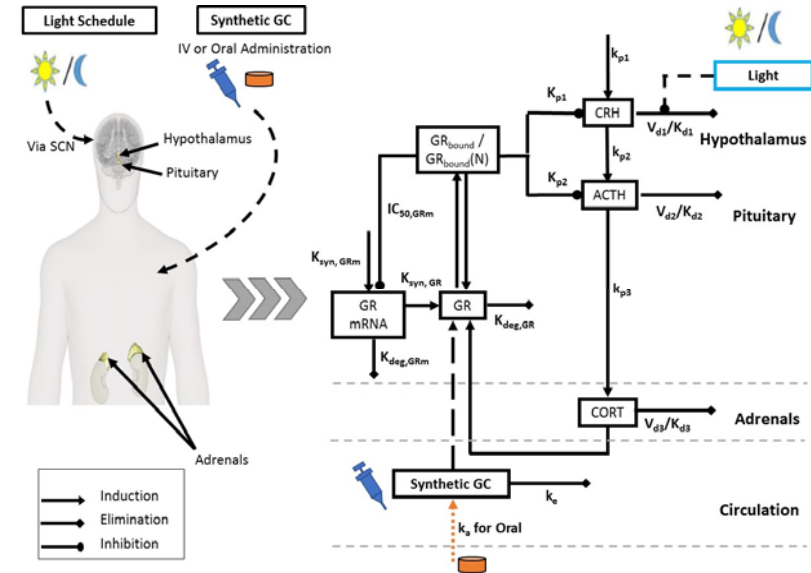 Light Schedule
Synthetic GC
IV or Oral Administration
Via SCN
Hypothalamus
Pituitary
Adrenals
Induction
Elimination
Inhibition
k_p1
Light
K_p1
CRH
V_d1/K_d1
Hypothalamus
GR_bound /
GR_bound(N)
k_p2
K_p2
ACTH
V_d2/K_d2
Pituitary
IC_50,GRm
K_syn, GRm
K_syn, GR
k_p3
GR
mRNA
GR
K_deg,GR
K_deg,GRm
CORT
V_d3/K_d3
Adrenals
Synthetic GC
k_e
Circulation
k_a for Oral